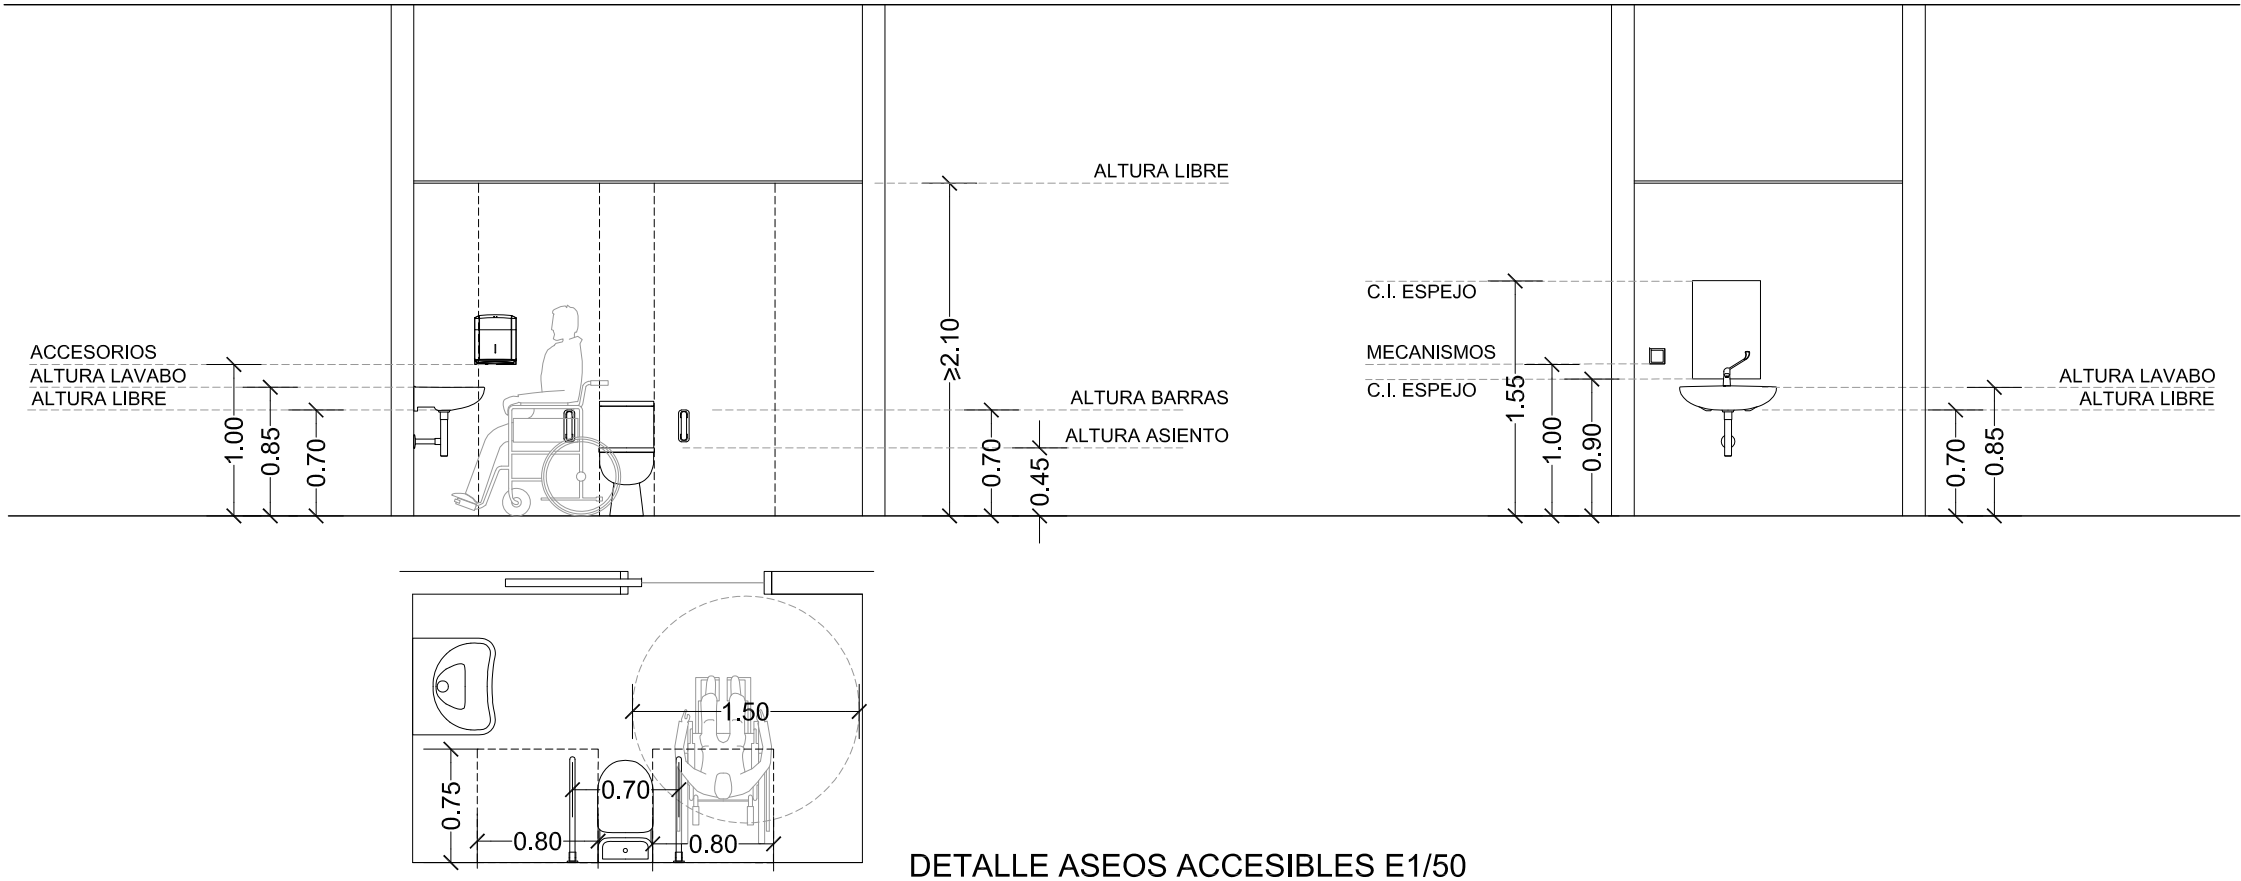 ALTURA LIBRE
≥2.10
ACCESORIOS
ALTURA LAVABO
ALTURA LIBRE
1.00
0.85
0.70
ALTURA BARRAS
ALTURA ASIENTO
0.70
0.45
C.I. ESPEJO
MECANISMOS
C.I. ESPEJO
1.55
1.00
0.90
ALTURA LAVABO
ALTURA LIBRE
0.70
0.85
1.50
0.75
0.70
0.80
0.80
DETALLE ASEOS ACCESIBLES E1/50